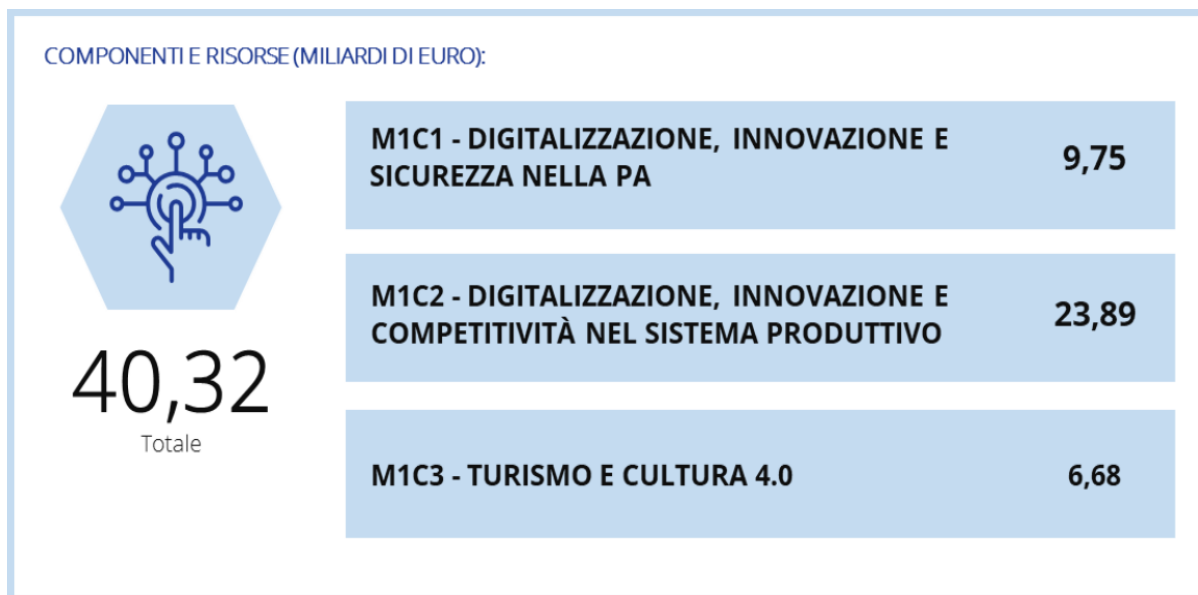 COMPONENTI E RISORSE (MILIARDI DI EURO):
M1C1 - DIGITALIZZAZIONE, INNOVAZIONE E
SICUREZZA NELLA PA
9,75
M1C2 - DIGITALIZZAZIONE, INNOVAZIONE E
COMPETITIVITÀ NEL SISTEMA PRODUTTIVO
23,89
40,32
Totale
M1C3 - TURISMO E CULTURA 4.0
6,68